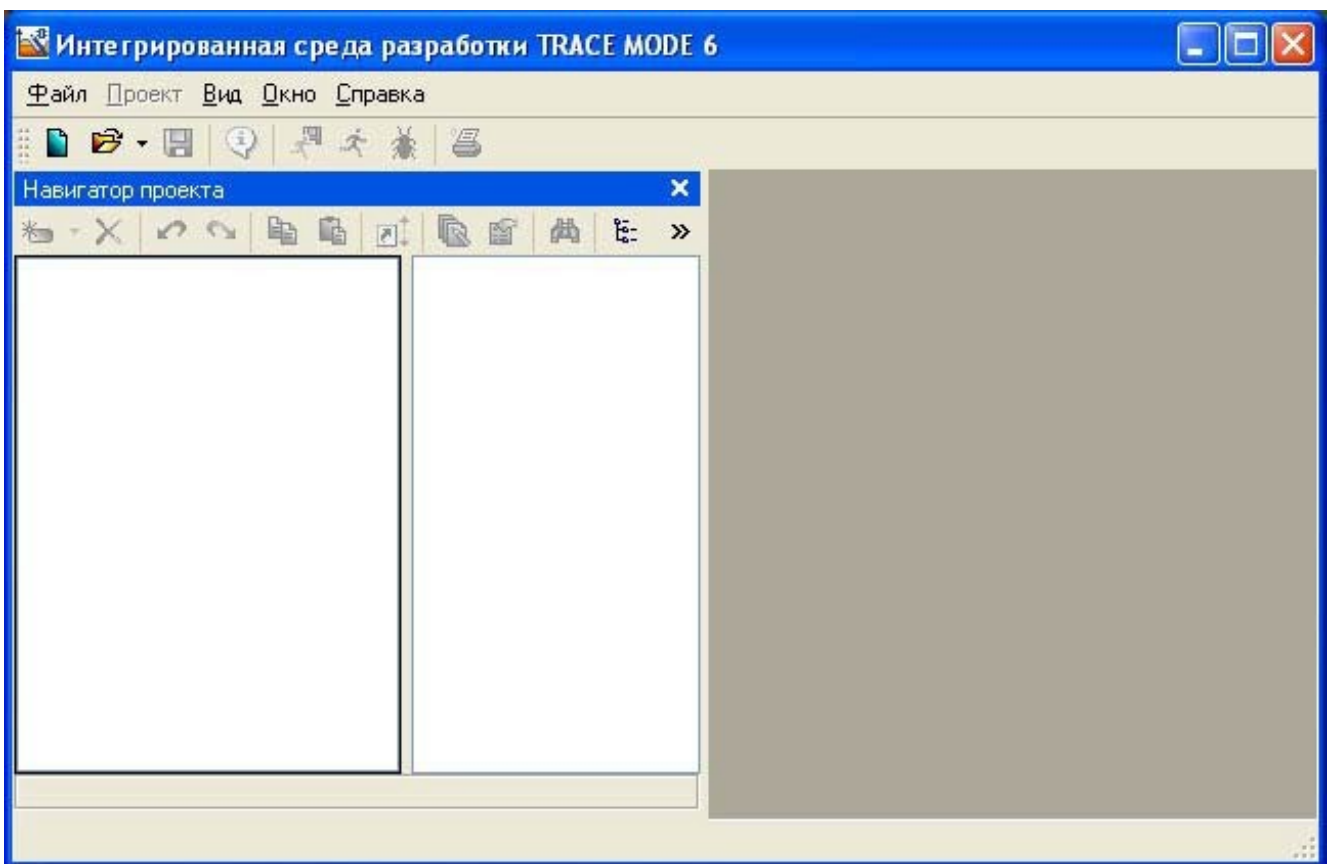 Интегрированная среда разработки TRACE MODE 6
Файл Проект Вид Окно Справка
Навигатор проекта